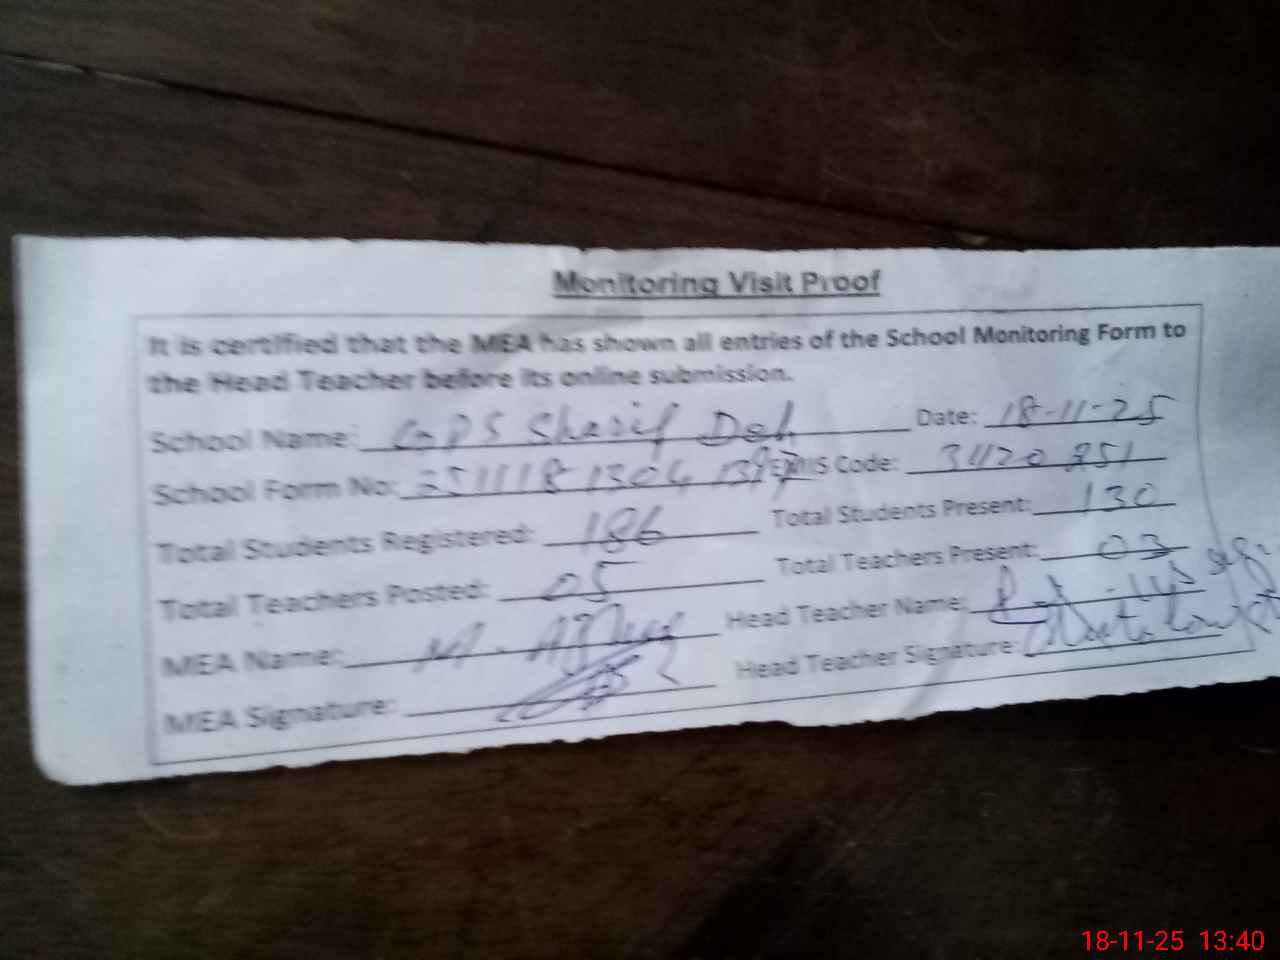 Monitoring Visit Proof
It is certified that the MEA has shown all entries of the School Monitoring Form to
the Head Teacher before its online submission.
School Name: GPS Sharif Deh Date: 18-11-25
School Form No: EMIS Code:
Total Students Registered: 186 Total Students Present: 130
Total Teachers Posted: 05 Total Teachers Present: 03
MEA Name: M. Head Teacher Name:
MEA Signature: Head Teacher Signature:
18-11-25 13:40